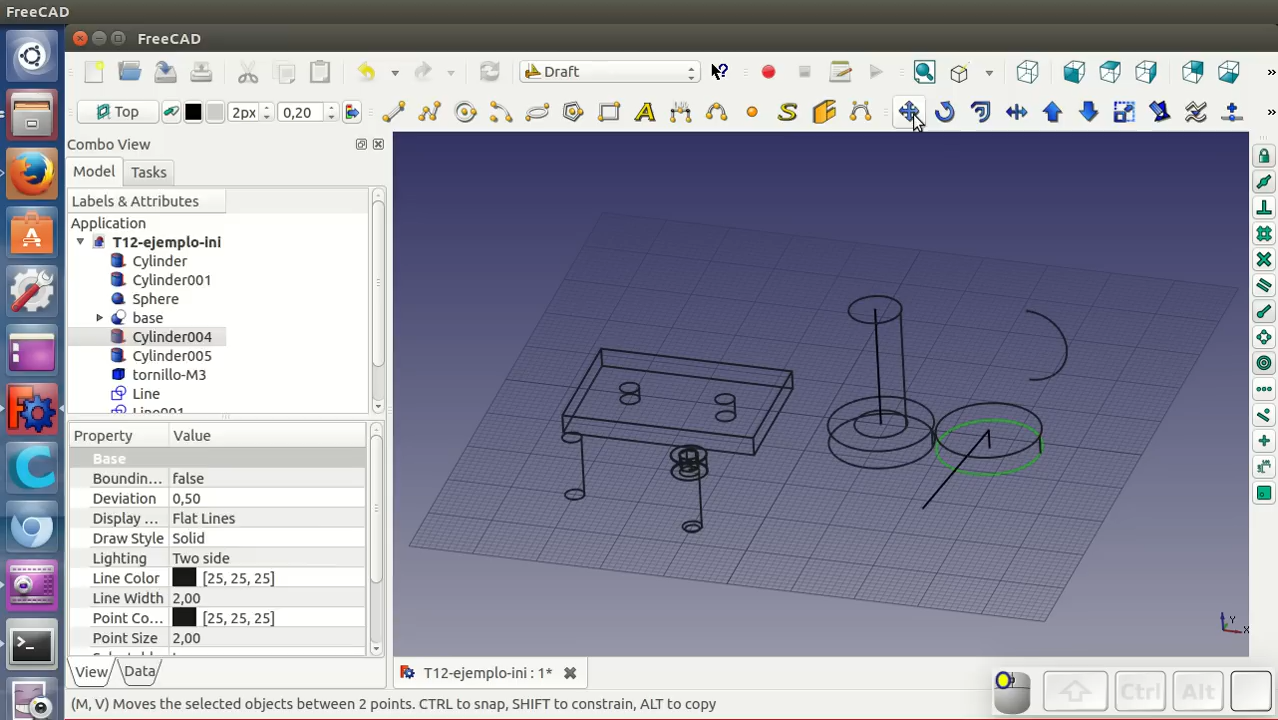 FreeCAD
FreeCAD
Draft
Top
2px
0,20
»
»
Combo View
Model
Tasks
Labels & Attributes
Application
T12-ejemplo-ini
Cylinder
Cylinder001
Sphere
base
Cylinder004
Cylinder005
tornillo-M3
Line
Line001
Property Value
Base
Boundin... false
Deviation 0,50
Display ... Flat Lines
Draw Style Solid
Lighting Two side
Line Color [25, 25, 25]
Line Width 2,00
Point Co... [25, 25, 25]
Point Size 2,00
View
Data
T12-ejemplo-ini : 1*
Y
X
Ctrl
Alt
(M, V) Moves the selected objects between 2 points. CTRL to snap, SHIFT to constrain, ALT to copy